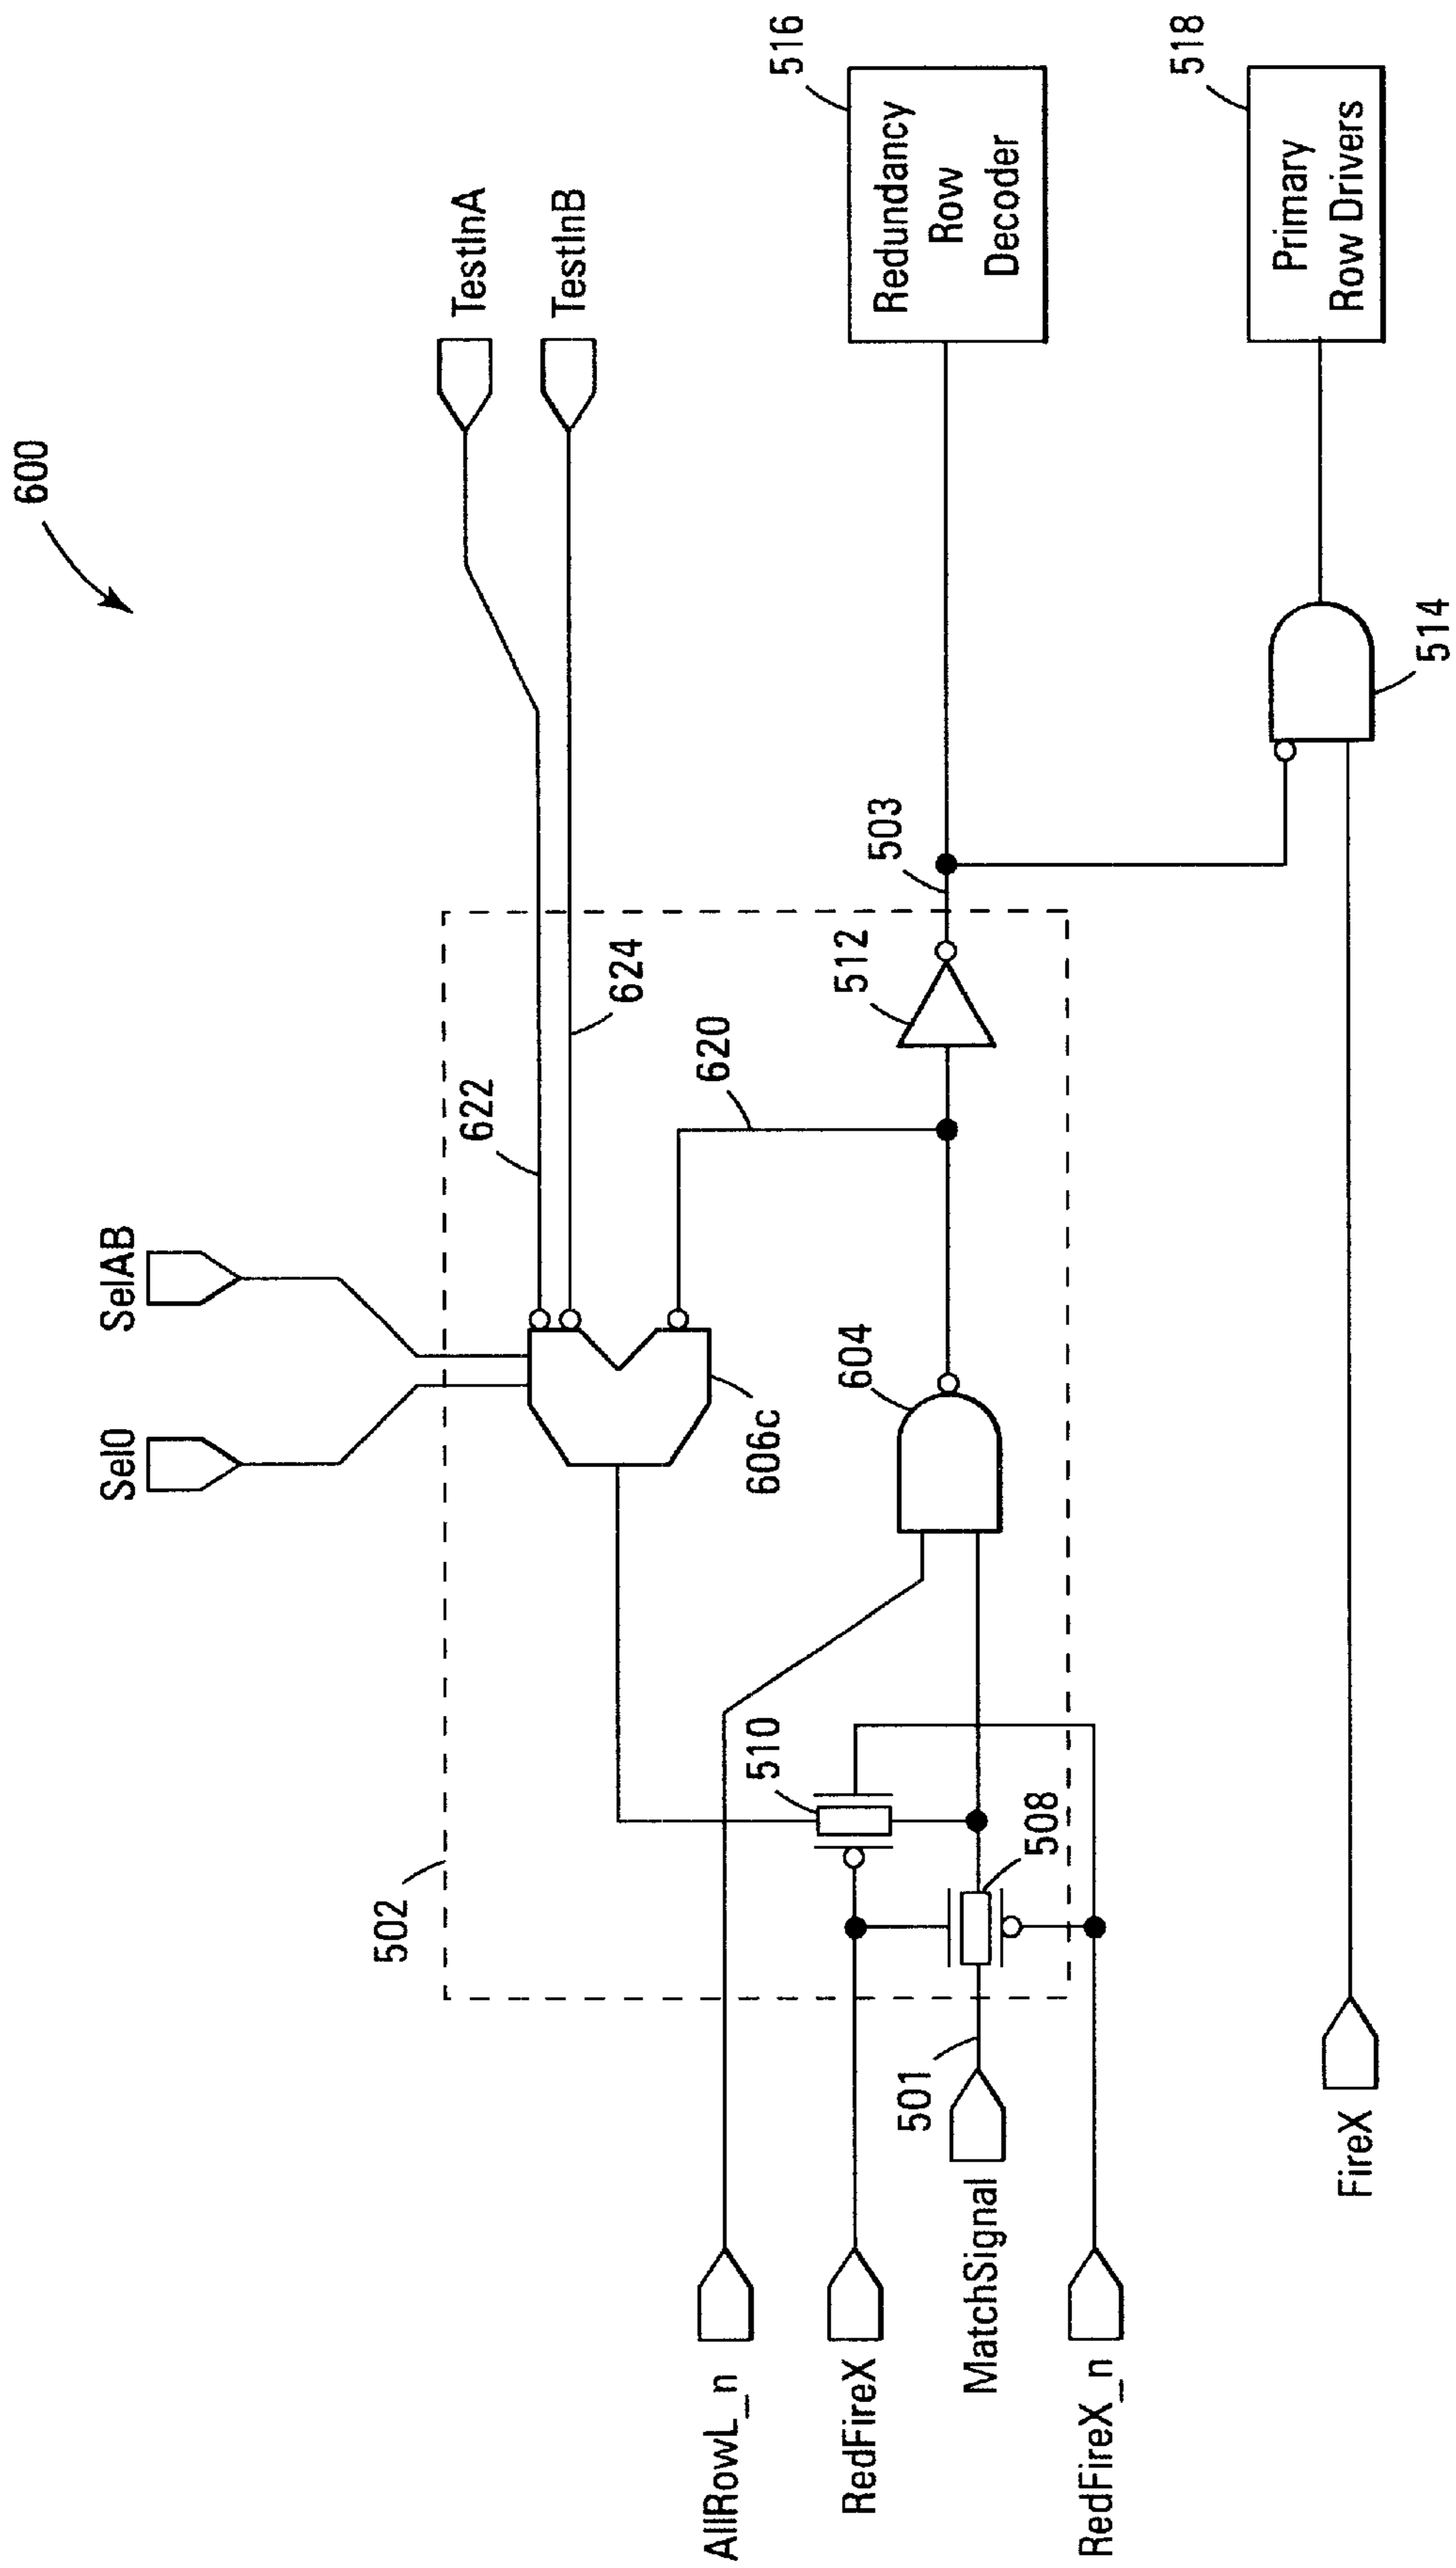 600
Sel0
SelAB
TestInA
TestInB
622
624
606c
620
502
510
604
512
503
516
Redundancy
Row
Decoder
AllRowL_n
RedFireX
501
508
MatchSignal
RedFireX_n
518
Primary
Row Drivers
514
FireX